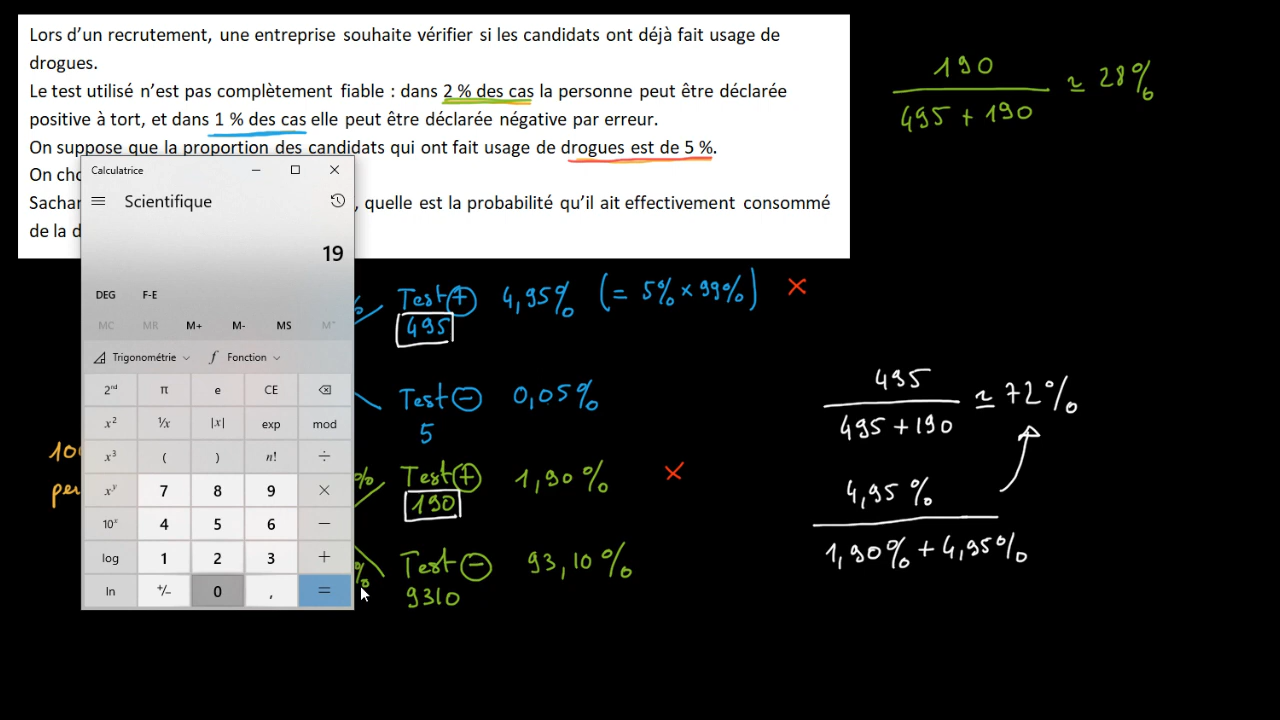 Lors d'un recrutement, une entreprise souhaite vérifier si les candidats ont déjà fait usage de
drogues.
Le test utilisé n'est pas complètement fiable : dans 2 % des cas la personne peut être déclarée
positive à tort, et dans 1 % des cas elle peut être déclarée négative par erreur.
On suppose que la proportion des candidats qui ont fait usage de drogues est de 5 %.
On
, quelle est la probabilité qu'il ait effectivement consommé
de la
190
495 + 190
≃ 28%
Calculatrice
Scientifique
19
DEG F-E
MC MR M+ M- MS M˅
Trigonométrie Fonction
2ⁿᵈ π e CE ⌫
x² ¹/x |x| exp mod
x³ ( ) n! ÷
xʸ 7 8 9 ×
10ˣ 4 5 6 −
log 1 2 3 +
ln +/− 0 , =
% Test + 4,95% (= 5% × 99%) ×
495
Test − 0,05%
5
% Test + 1,90% ×
190
% Test − 93,10%
9310
495
495 + 190
≃ 72%
4,95%
1,90% + 4,95%